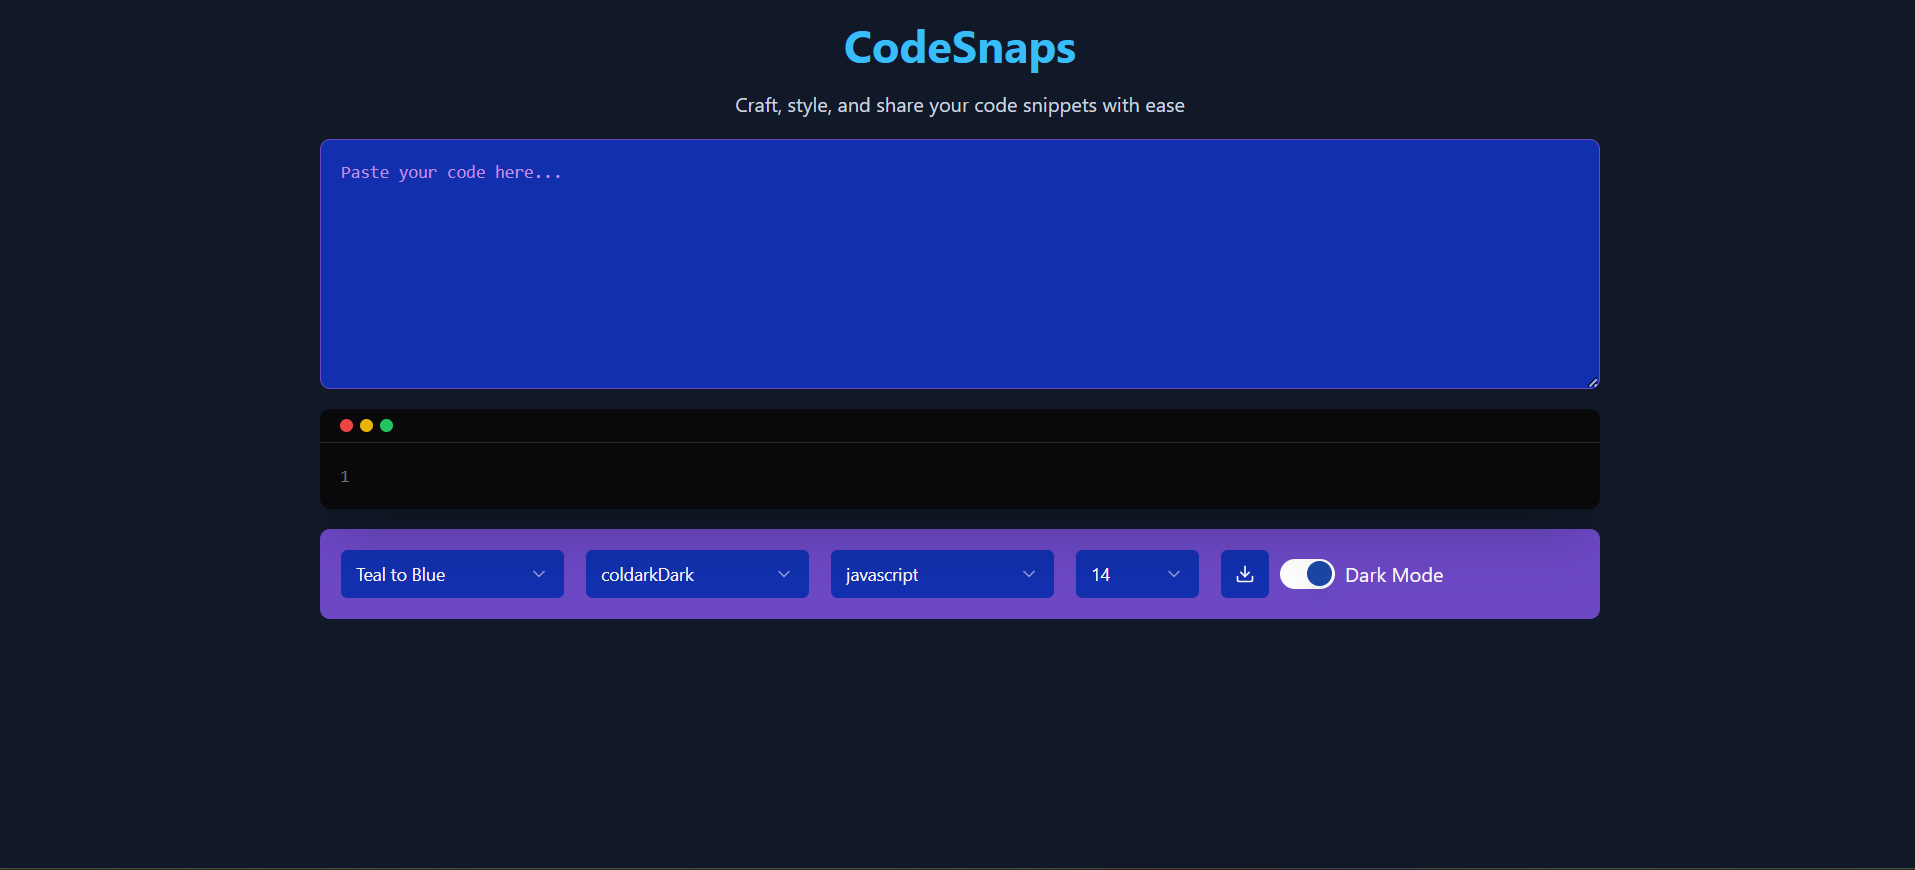 CodeSnaps
Craft, style, and share your code snippets with ease
Paste your code here...
1
Teal to Blue
coldarkDark
javascript
14
Dark Mode